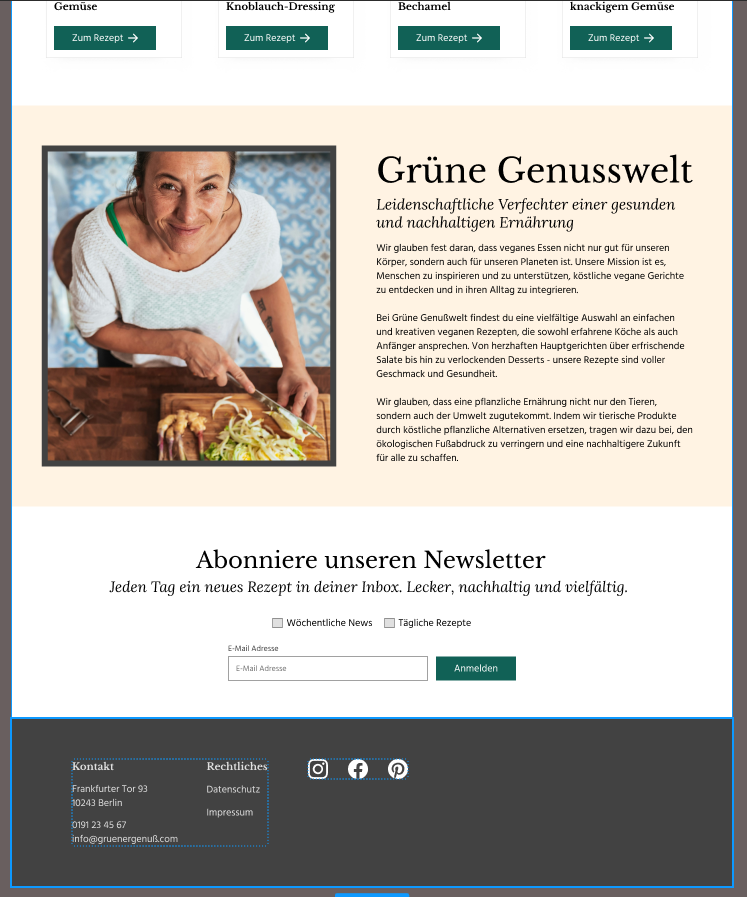 Gemüse
Knoblauch-Dressing
Bechamel
knackigem Gemüse
Zum Rezept
Zum Rezept
Zum Rezept
Zum Rezept
Grüne Genusswelt
Leidenschaftliche Verfechter einer gesunden
und nachhaltigen Ernährung
Wir glauben fest daran, dass veganes Essen nicht nur gut für unseren
Körper, sondern auch für unseren Planeten ist. Unsere Mission ist es,
Menschen zu inspirieren und zu unterstützen, köstliche vegane Gerichte
zu entdecken und in ihren Alltag zu integrieren.
Bei Grüne Genußwelt findest du eine vielfältige Auswahl an einfachen
und kreativen veganen Rezepten, die sowohl erfahrene Köche als auch
Anfänger ansprechen. Von herzhaften Hauptgerichten über erfrischende
Salate bis hin zu verlockenden Desserts - unsere Rezepte sind voller
Geschmack und Gesundheit.
Wir glauben, dass eine pflanzliche Ernährung nicht nur den Tieren,
sondern auch der Umwelt zugutekommt. Indem wir tierische Produkte
durch köstliche pflanzliche Alternativen ersetzen, tragen wir dazu bei, den
ökologischen Fußabdruck zu verringern und eine nachhaltigere Zukunft
für alle zu schaffen.
Abonniere unseren Newsletter
Jeden Tag ein neues Rezept in deiner Inbox. Lecker, nachhaltig und vielfältig.
Wöchentliche News
Tägliche Rezepte
E-Mail Adresse
E-Mail Adresse
Anmelden
Kontakt
Frankfurter Tor 93
10243 Berlin
0191 23 45 67
info@gruenergenuß.com
Rechtliches
Datenschutz
Impressum